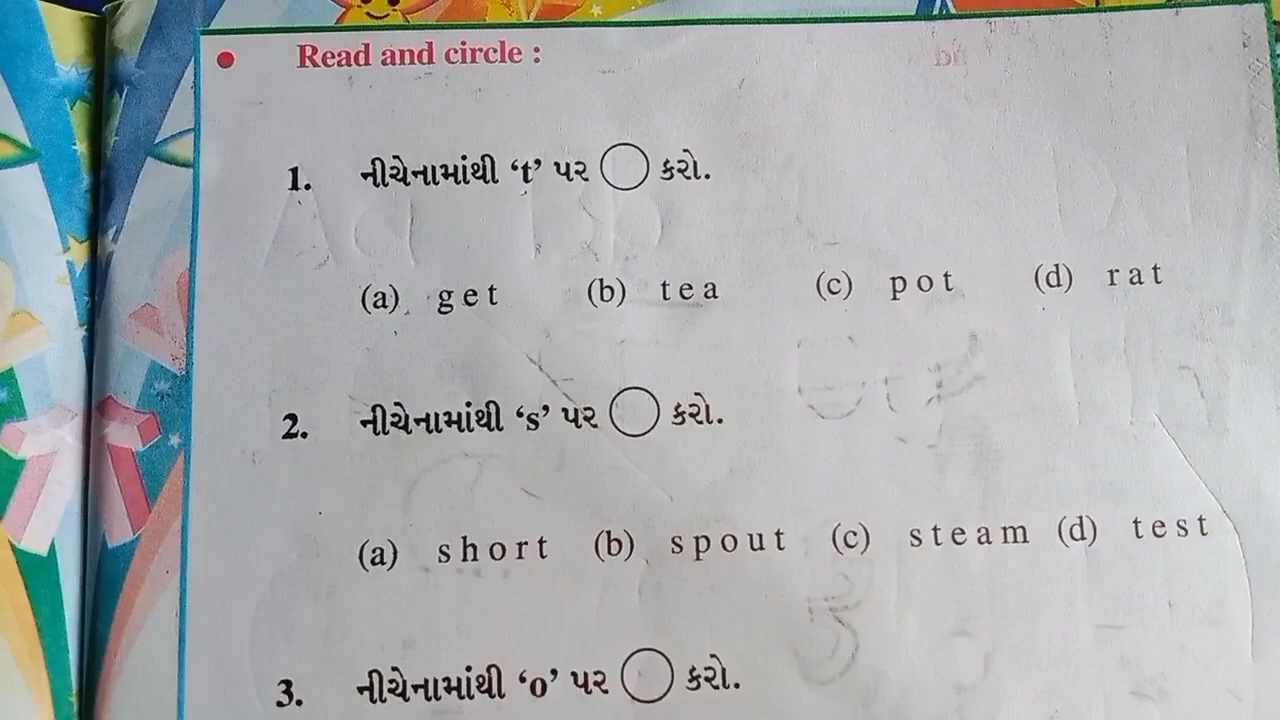 Read and circle :
1. નીચેનામાંથી ‘t’ પર ◯ કરો.
(a) get (b) tea (c) pot (d) rat
2. નીચેનામાંથી ‘s’ પર ◯ કરો.
(a) short (b) spout (c) steam (d) test
3. નીચેનામાંથી ‘o’ પર ◯ કરો.